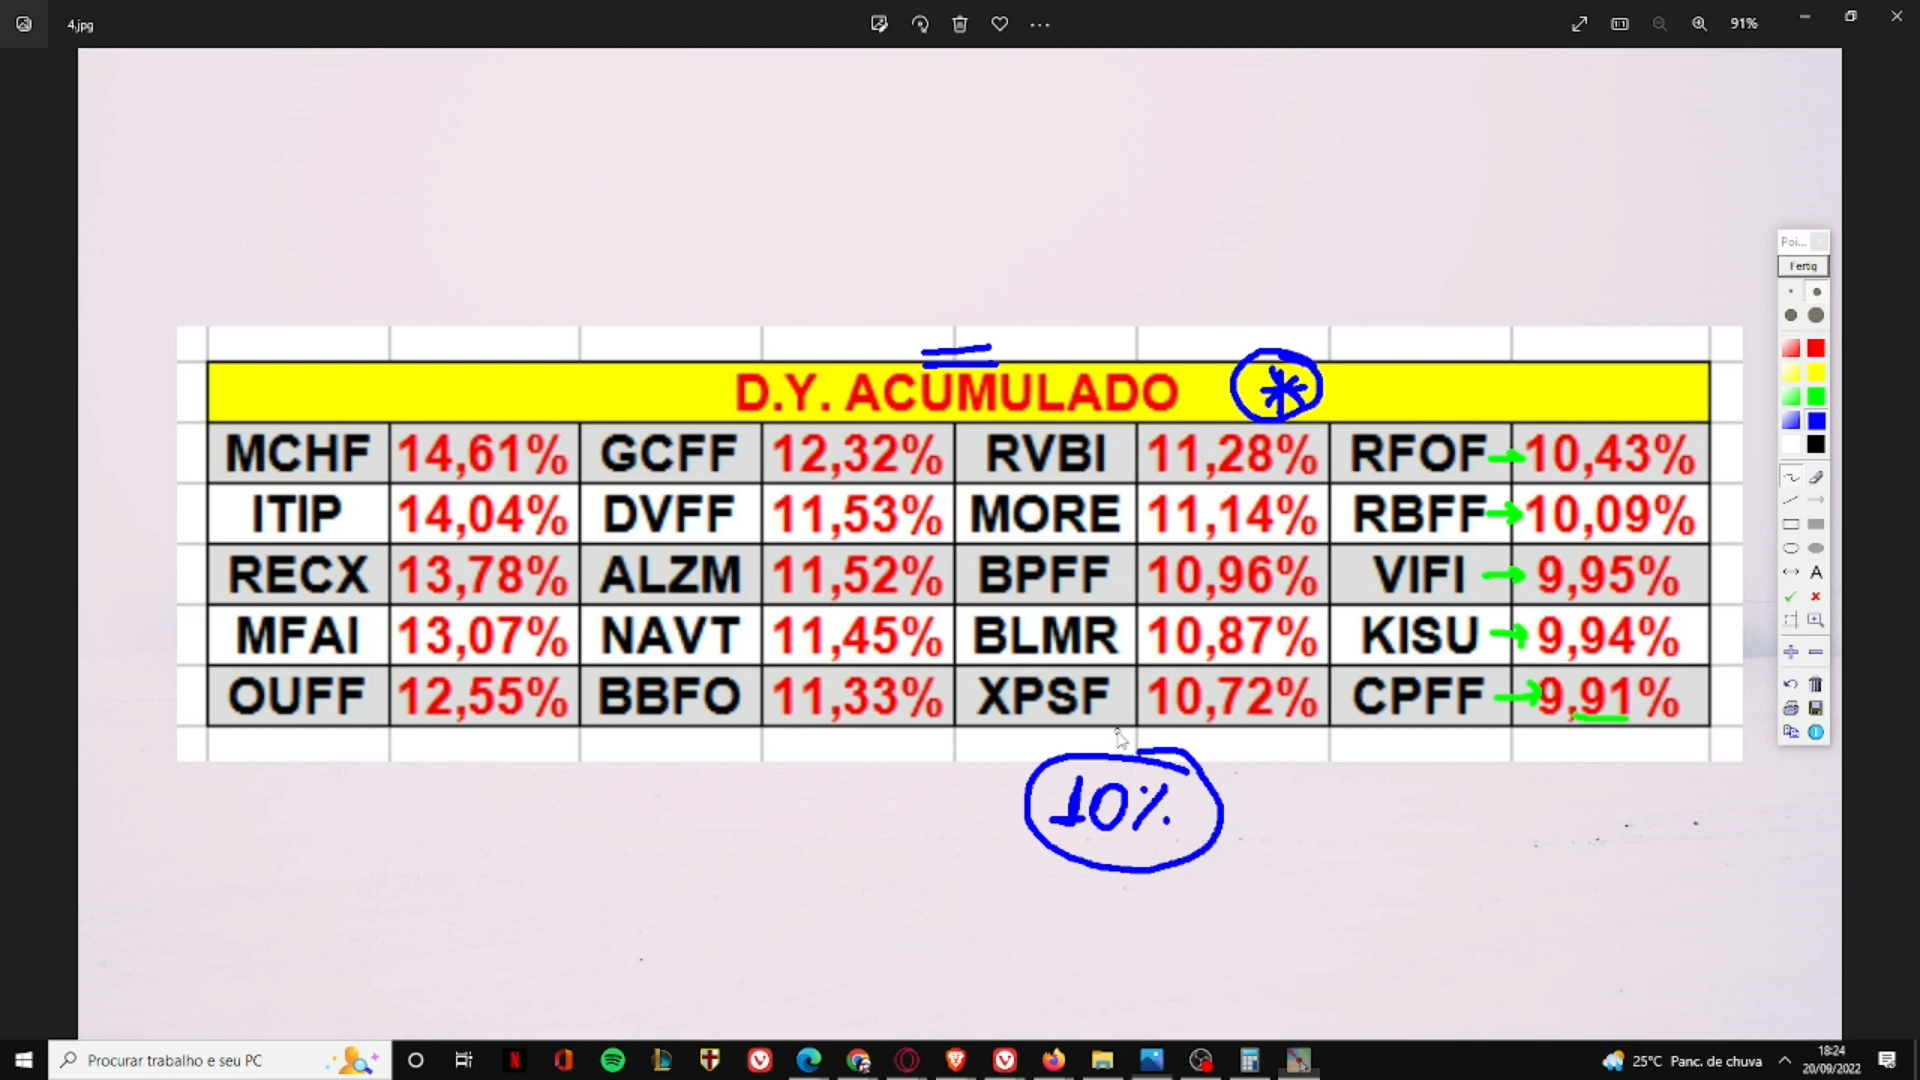 4.jpg
91%
Poi...
Fertig
D.Y. ACUMULADO *
MCHF 14,61% GCFF 12,32% RVBI 11,28% RFOF 10,43%
ITIP 14,04% DVFF 11,53% MORE 11,14% RBFF 10,09%
RECX 13,78% ALZM 11,52% BPFF 10,96% VIFI 9,95%
MFAI 13,07% NAVT 11,45% BLMR 10,87% KISU 9,94%
OUFF 12,55% BBFO 11,33% XPSF 10,72% CPFF 9,91%
10%
A
Procurar trabalho e seu PC
25°C Panc. de chuva
18:24
20/09/2022